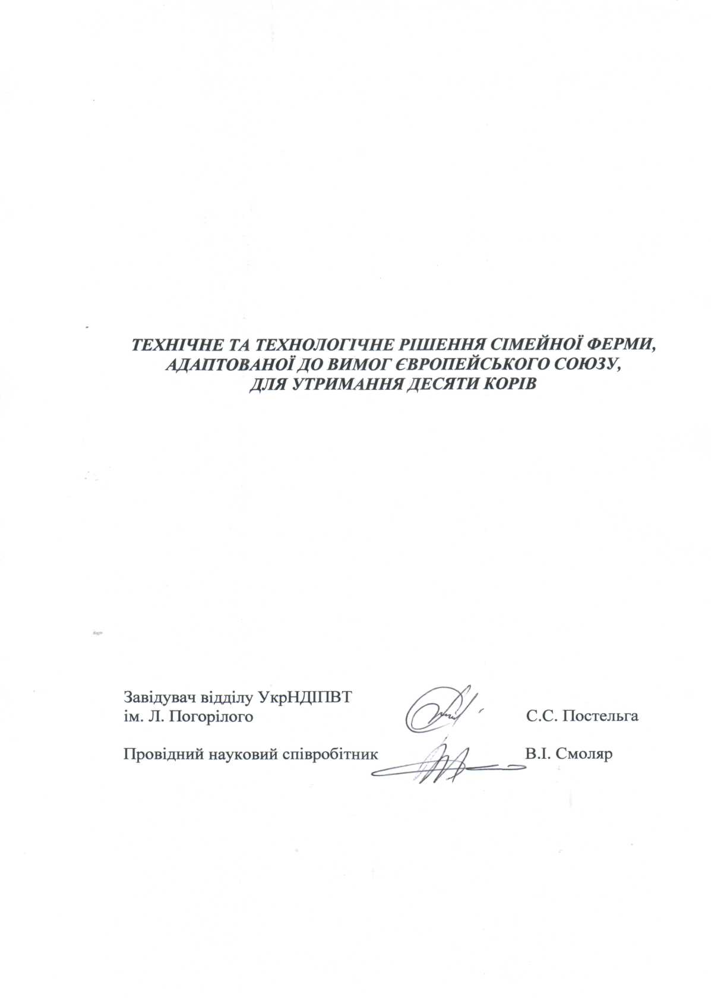 ТЕХНІЧНЕ ТА ТЕХНОЛОГІЧНЕ РІШЕННЯ СІМЕЙНОЇ ФЕРМИ,
АДАПТОВАНОЇ ДО ВИМОГ ЄВРОПЕЙСЬКОГО СОЮЗУ,
ДЛЯ УТРИМАННЯ ДЕСЯТИ КОРІВ
Завідувач відділу УкрНДІПВТ
ім. Л. Погорілого С.С. Постельга
Провідний науковий співробітник В.І. Смоляр